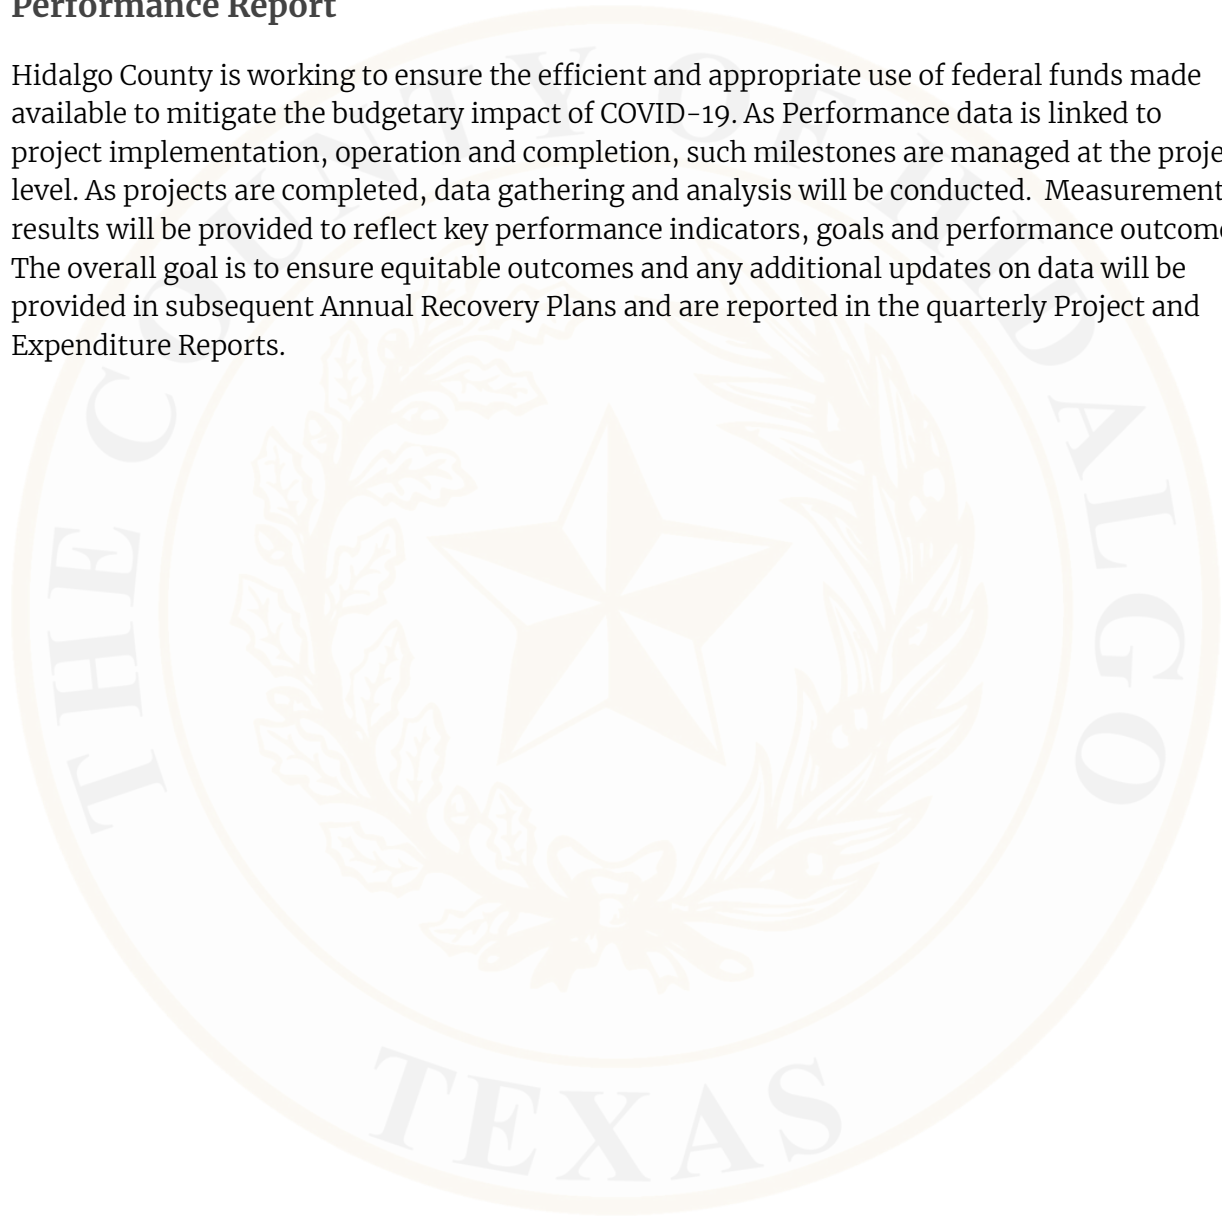 Performance Report
Hidalgo County is working to ensure the efficient and appropriate use of federal funds made
available to mitigate the budgetary impact of COVID-19. As Performance data is linked to
project implementation, operation and completion, such milestones are managed at the proje
level. As projects are completed, data gathering and analysis will be conducted.  Measurement
results will be provided to reflect key performance indicators, goals and performance outcom
The overall goal is to ensure equitable outcomes and any additional updates on data will be
provided in subsequent Annual Recovery Plans and are reported in the quarterly Project and
Expenditure Reports.
THE COUNTY OF HIDALGO
TEXAS